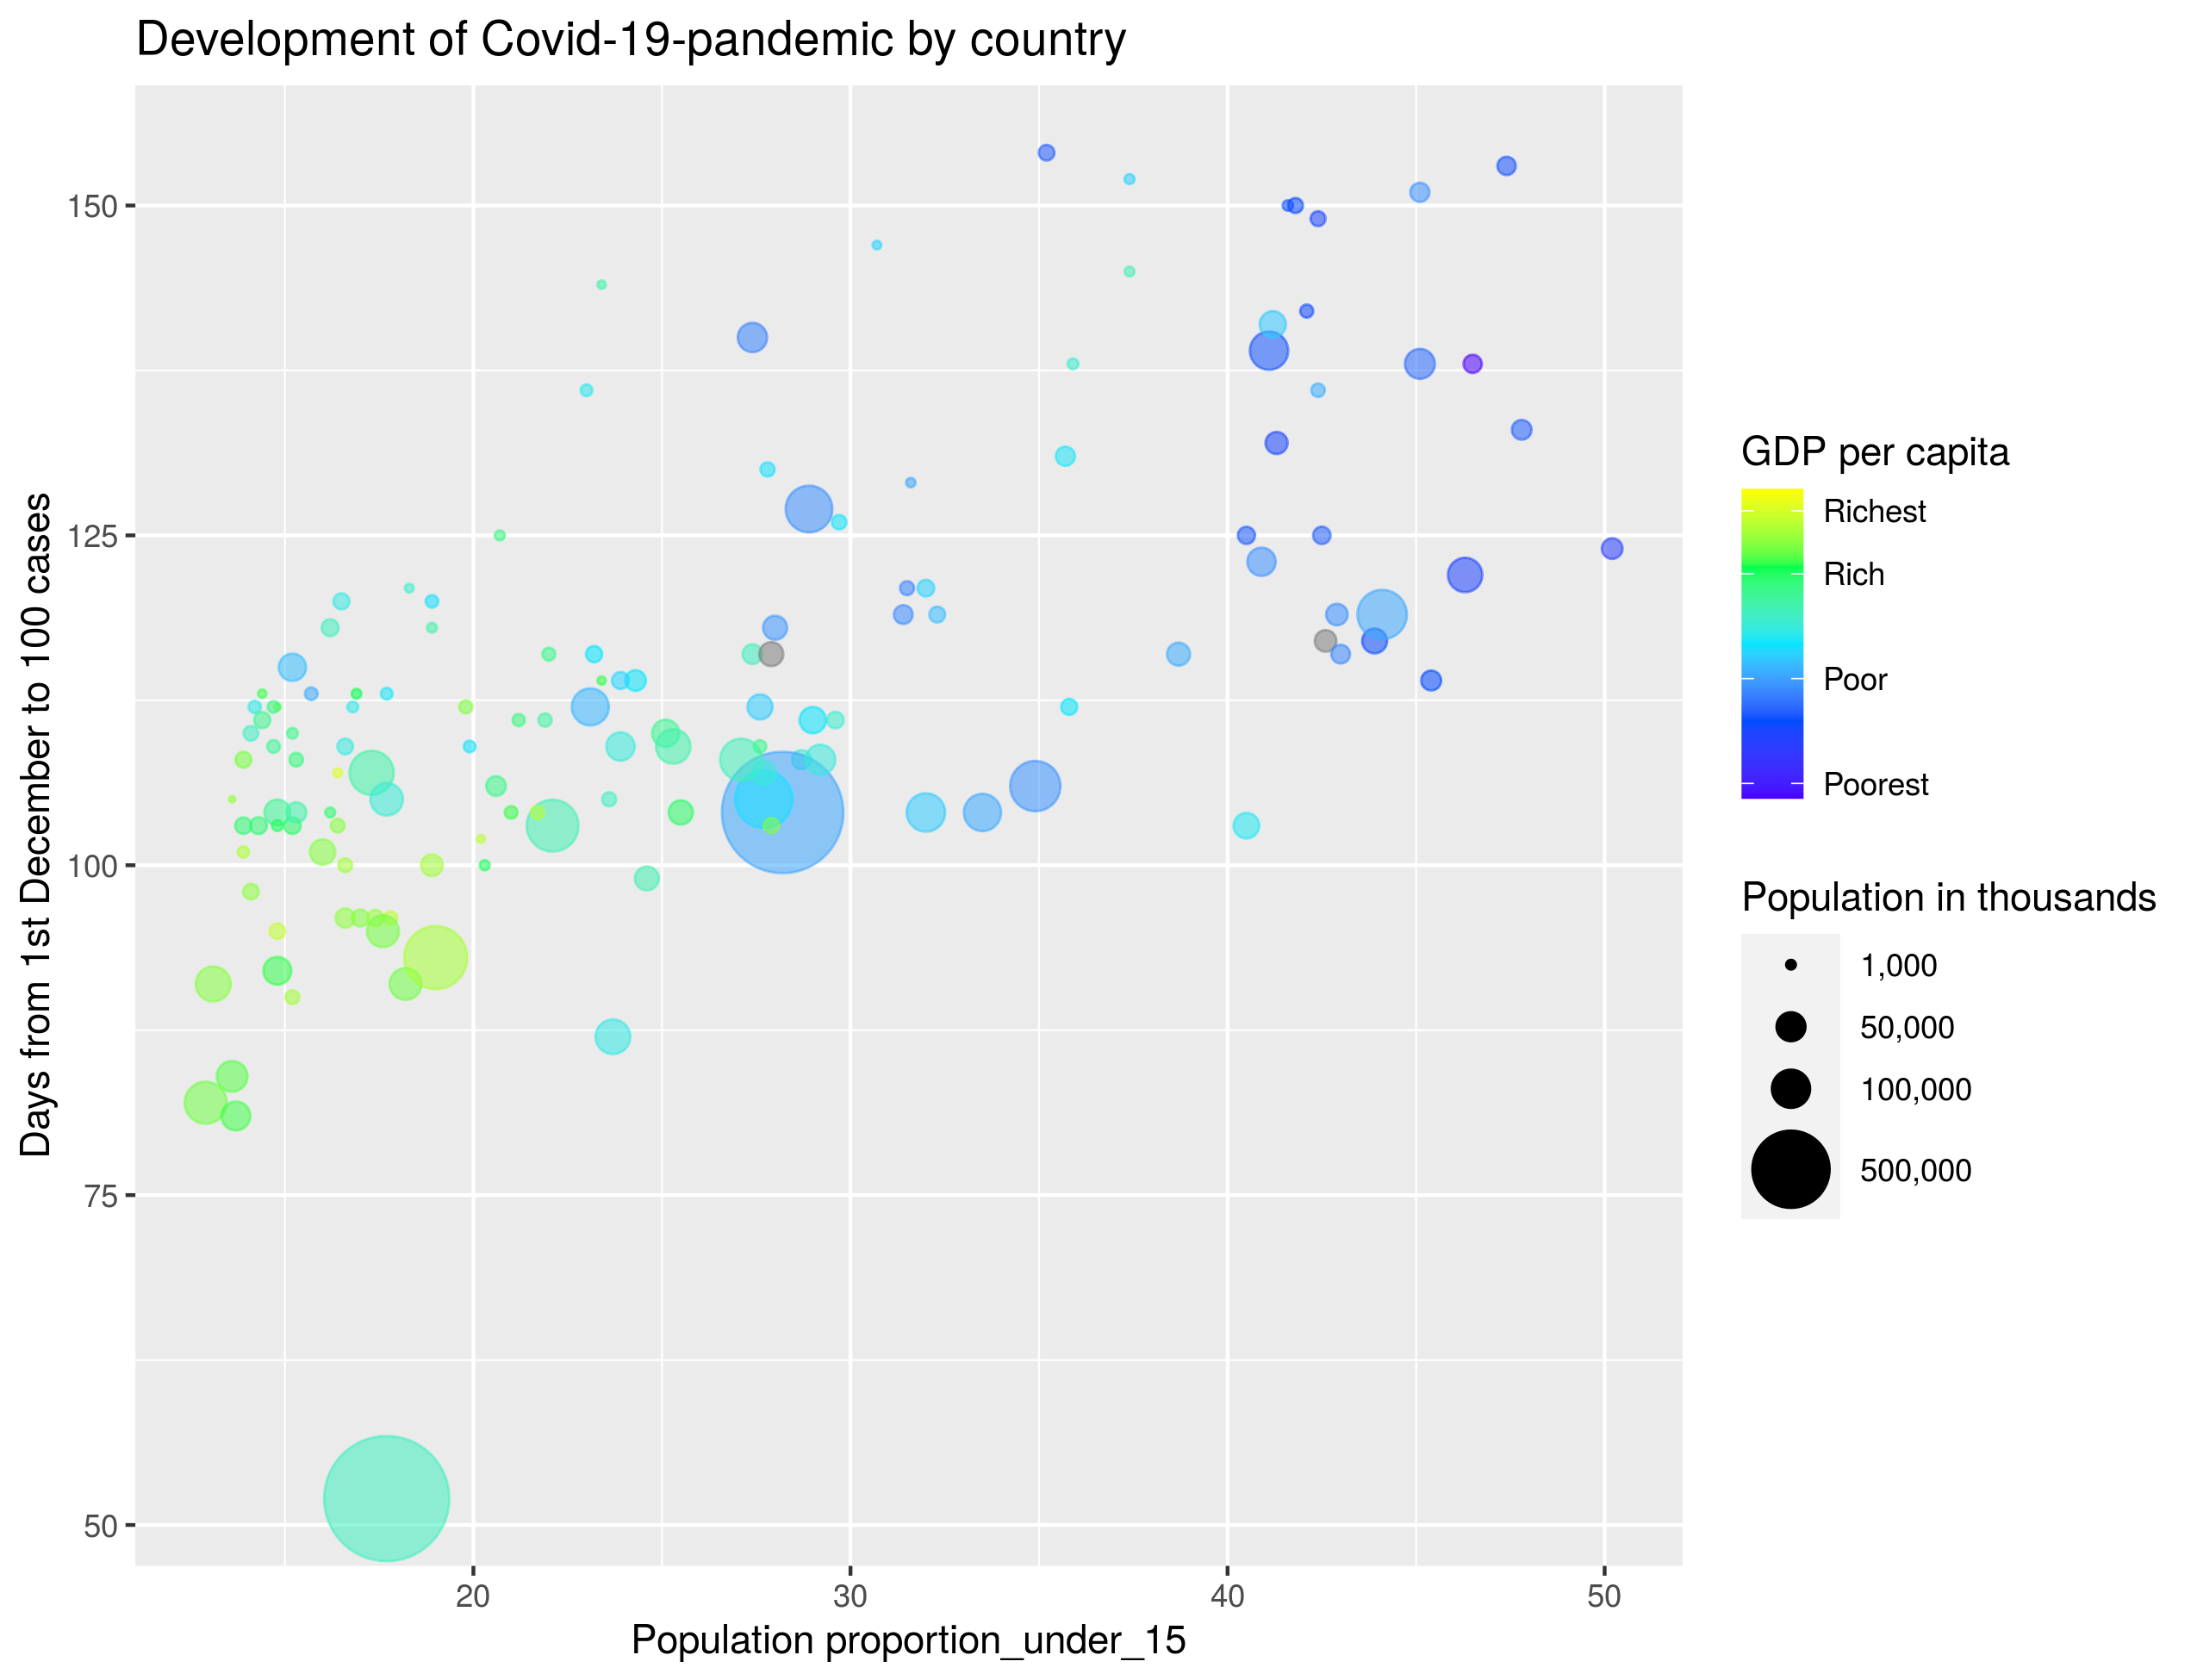 Development of Covid-19-pandemic by country
Days from 1st December to 100 cases
150
125
100
75
50
20
30
40
50
Population proportion_under_15
GDP per capita
Richest
Rich
Poor
Poorest
Population in thousands
1,000
50,000
100,000
500,000